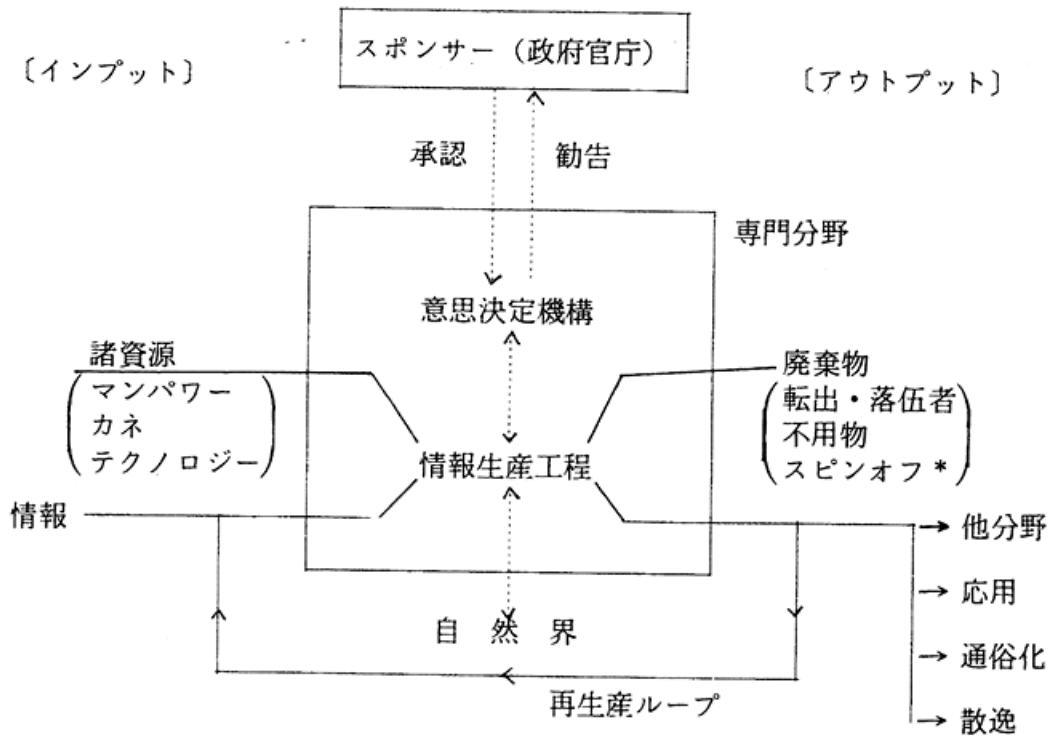 スポンサー（政府官庁）
〔インプット〕
〔アウトプット〕
承認
勧告
専門分野
意思決定機構
諸資源
マンパワー
カネ
テクノロジー
廃棄物
転出・落伍者
不用物
スピンオフ＊
情報生産工程
情報
他分野
応用
通俗化
散逸
自然界
再生産ループ